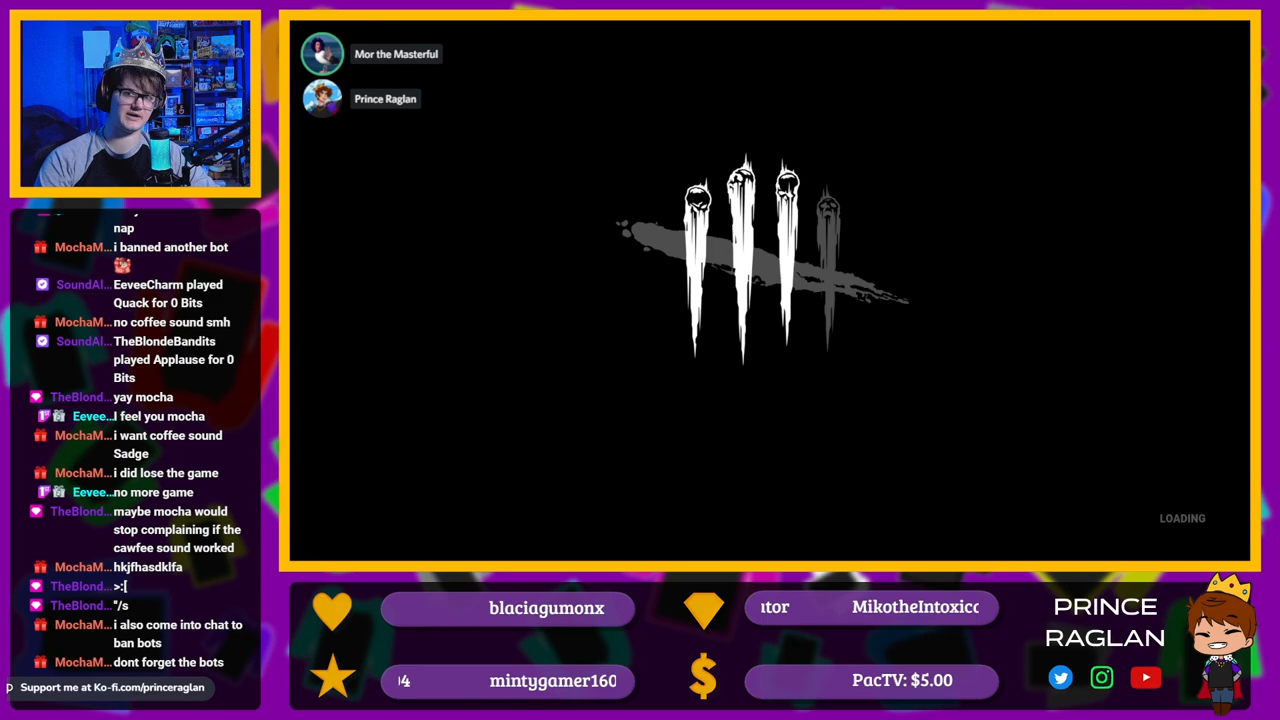 Mor the Masterful
Prince Raglan
nap
MochaM... i banned another bot
SoundAl... EeveeCharm played
Quack for 0 Bits
MochaM... no coffee sound smh
SoundAl... TheBlondeBandits
played Applause for 0
Bits
TheBlond... yay mocha
Eevee... I feel you mocha
MochaM... i want coffee sound
Sadge
MochaM... i did lose the game
Eevee... no more game
TheBlond... maybe mocha would
stop complaining if the
cawfee sound worked
MochaM... hkjfhasdklfa
TheBlond... >:[
TheBlond... "/s
MochaM... i also come into chat to
ban bots
MochaM... dont forget the bots
Support me at Ko-fi.com/princeraglan
LOADING
blaciagumonx
ator MikotheIntoxica
PRINCE
RAGLAN
04 mintygamer160
$ PacTV: $5.00